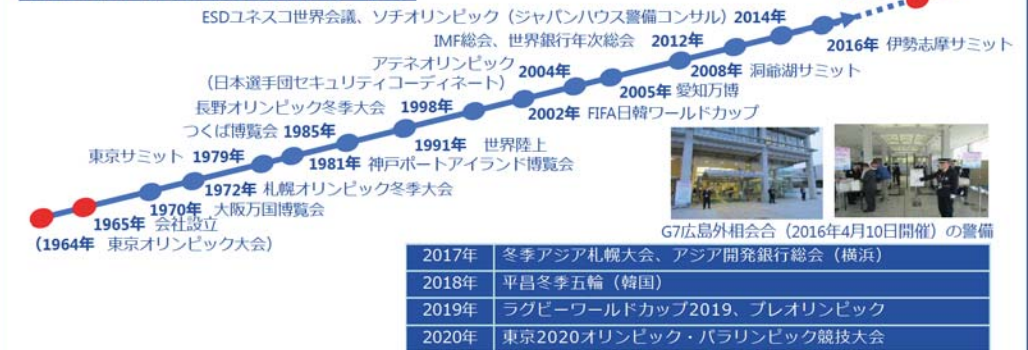 ESDユネスコ世界会議、ソチオリンピック（ジャパンハウス警備コンサル）2014年
IMF総会、世界銀行年次総会 2012年
2016年 伊勢志摩サミット
アテネオリンピック
（日本選手団セキュリティコーディネート）2004年
2008年 洞爺湖サミット
2005年 愛知万博
長野オリンピック冬季大会 1998年
2002年 FIFA日韓ワールドカップ
つくば博覧会 1985年
1991年 世界陸上
東京サミット 1979年
1981年 神戸ポートアイランド博覧会
1972年 札幌オリンピック冬季大会
1970年 大阪万国博覧会
1965年 会社設立
（1964年 東京オリンピック大会）
G7広島外相会合（2016年4月10日開催）の警備
2017年 冬季アジア札幌大会、アジア開発銀行総会（横浜）
2018年 平昌冬季五輪（韓国）
2019年 ラグビーワールドカップ2019、プレオリンピック
2020年 東京2020オリンピック・パラリンピック競技大会